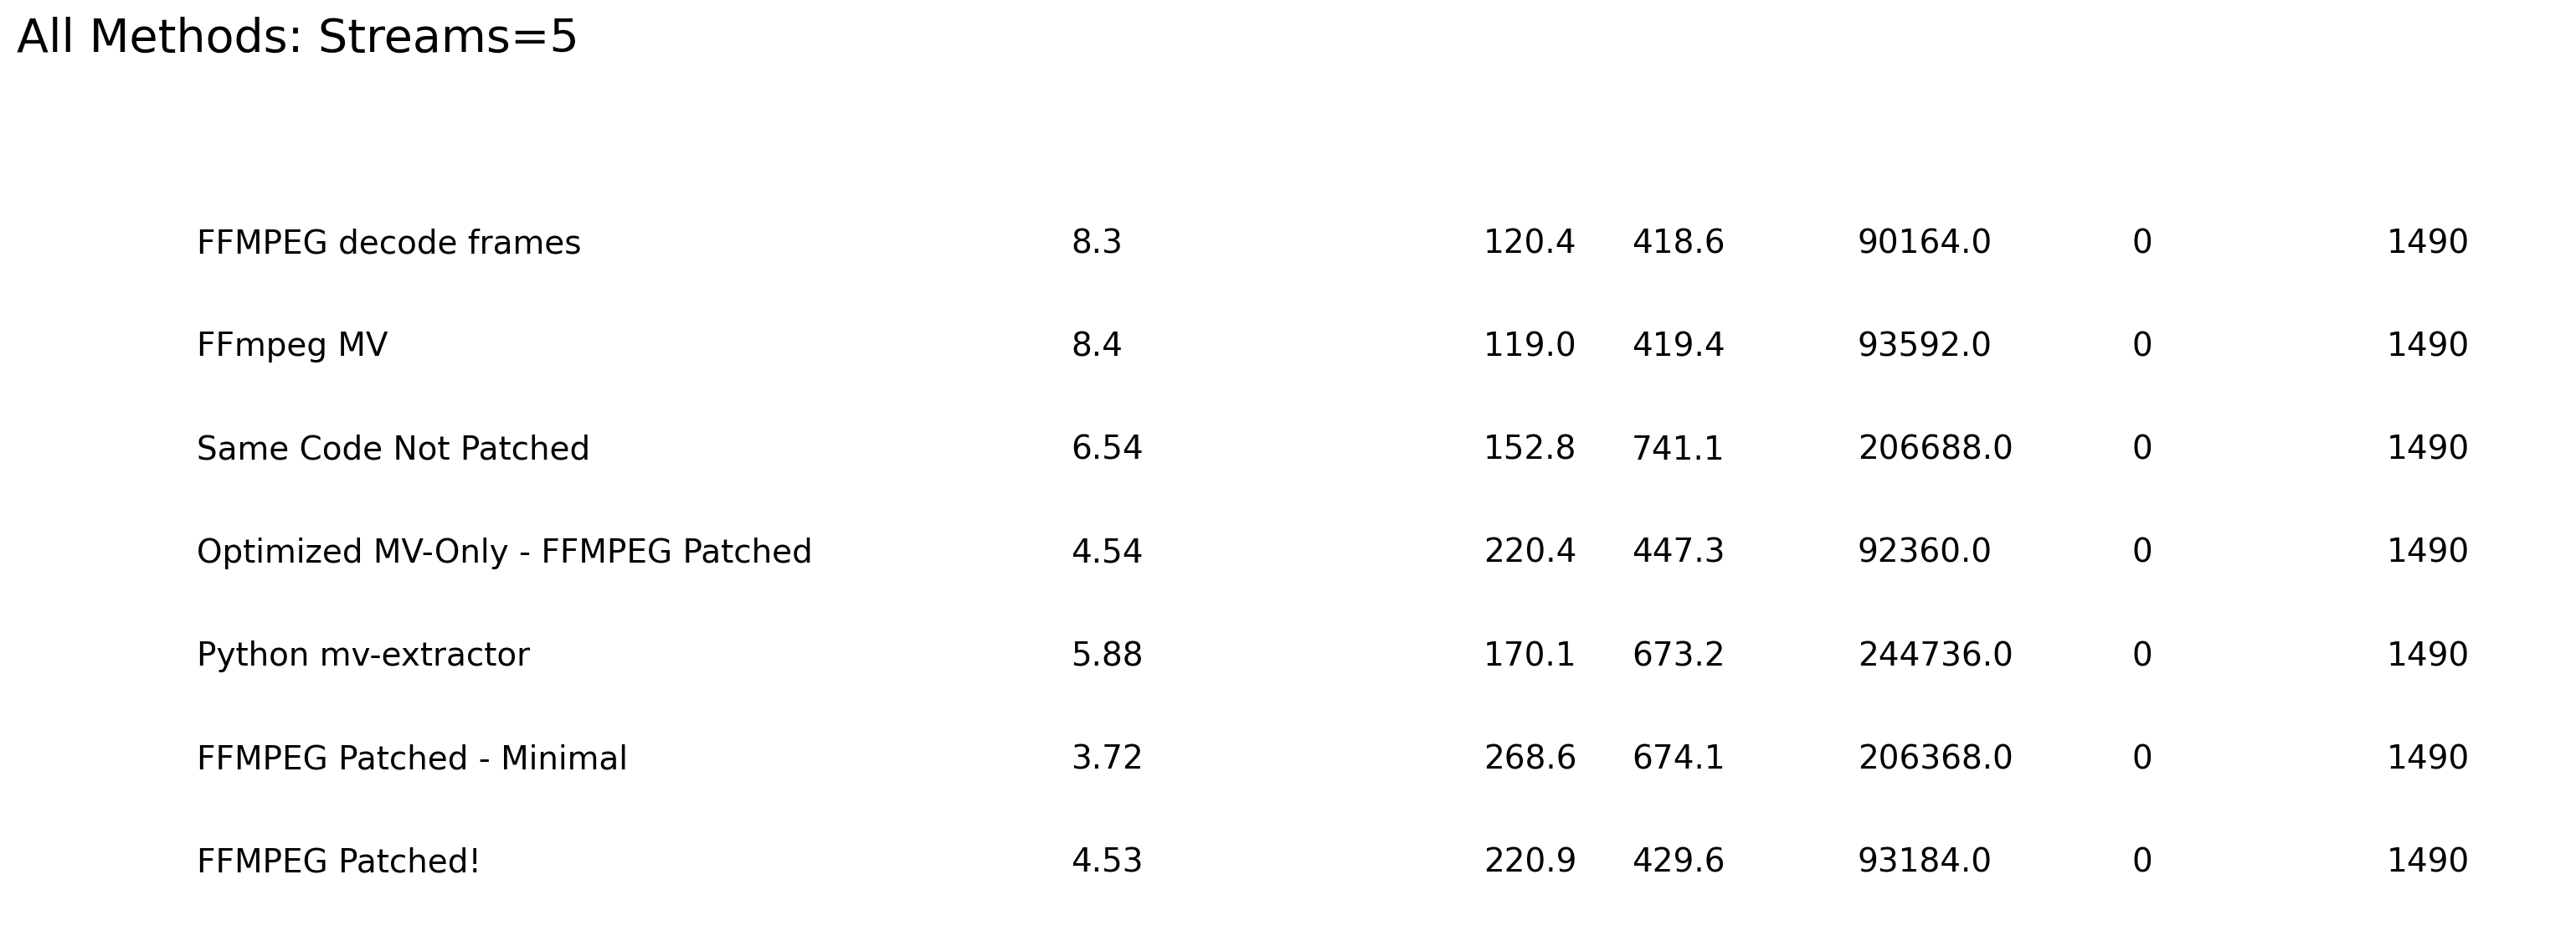 All Methods: Streams=5
FFMPEG decode frames 8.3 120.4 418.6 90164.0 0 1490
FFmpeg MV 8.4 119.0 419.4 93592.0 0 1490
Same Code Not Patched 6.54 152.8 741.1 206688.0 0 1490
Optimized MV-Only - FFMPEG Patched 4.54 220.4 447.3 92360.0 0 1490
Python mv-extractor 5.88 170.1 673.2 244736.0 0 1490
FFMPEG Patched - Minimal 3.72 268.6 674.1 206368.0 0 1490
FFMPEG Patched! 4.53 220.9 429.6 93184.0 0 1490